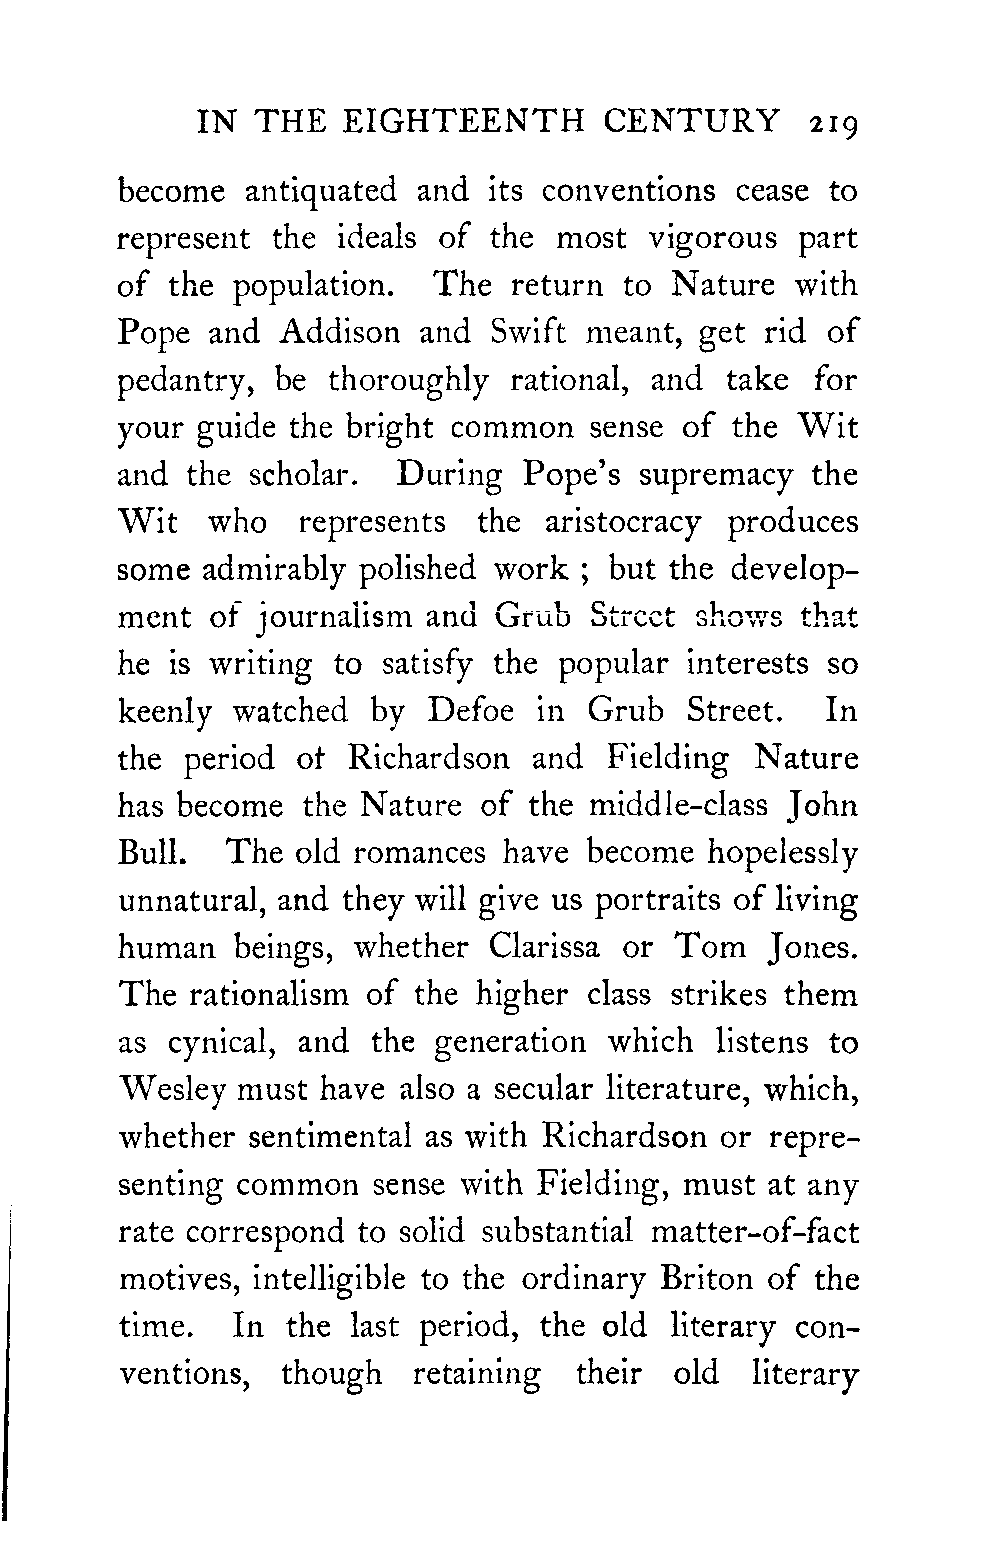 IN THE EIGHTEENTH CENTURY 219
become antiquated and its conventions cease to
represent the ideals of the most vigorous part
of the population. The return to Nature with
Pope and Addison and Swift meant, get rid of
pedantry, be thoroughly rational, and take for
your guide the bright common sense of the Wit
and the scholar. During Pope's supremacy the
Wit who represents the aristocracy produces
some admirably polished work ; but the develop-
ment of journalism and Grub Street shows that
he is writing to satisfy the popular interests so
keenly watched by Defoe in Grub Street. In
the period of Richardson and Fielding Nature
has become the Nature of the middle-class John
Bull. The old romances have become hopelessly
unnatural, and they will give us portraits of living
human beings, whether Clarissa or Tom Jones.
The rationalism of the higher class strikes them
as cynical, and the generation which listens to
Wesley must have also a secular literature, which,
whether sentimental as with Richardson or repre-
senting common sense with Fielding, must at any
rate correspond to solid substantial matter-of-fact
motives, intelligible to the ordinary Briton of the
time. In the last period, the old literary con-
ventions, though retaining their old literary